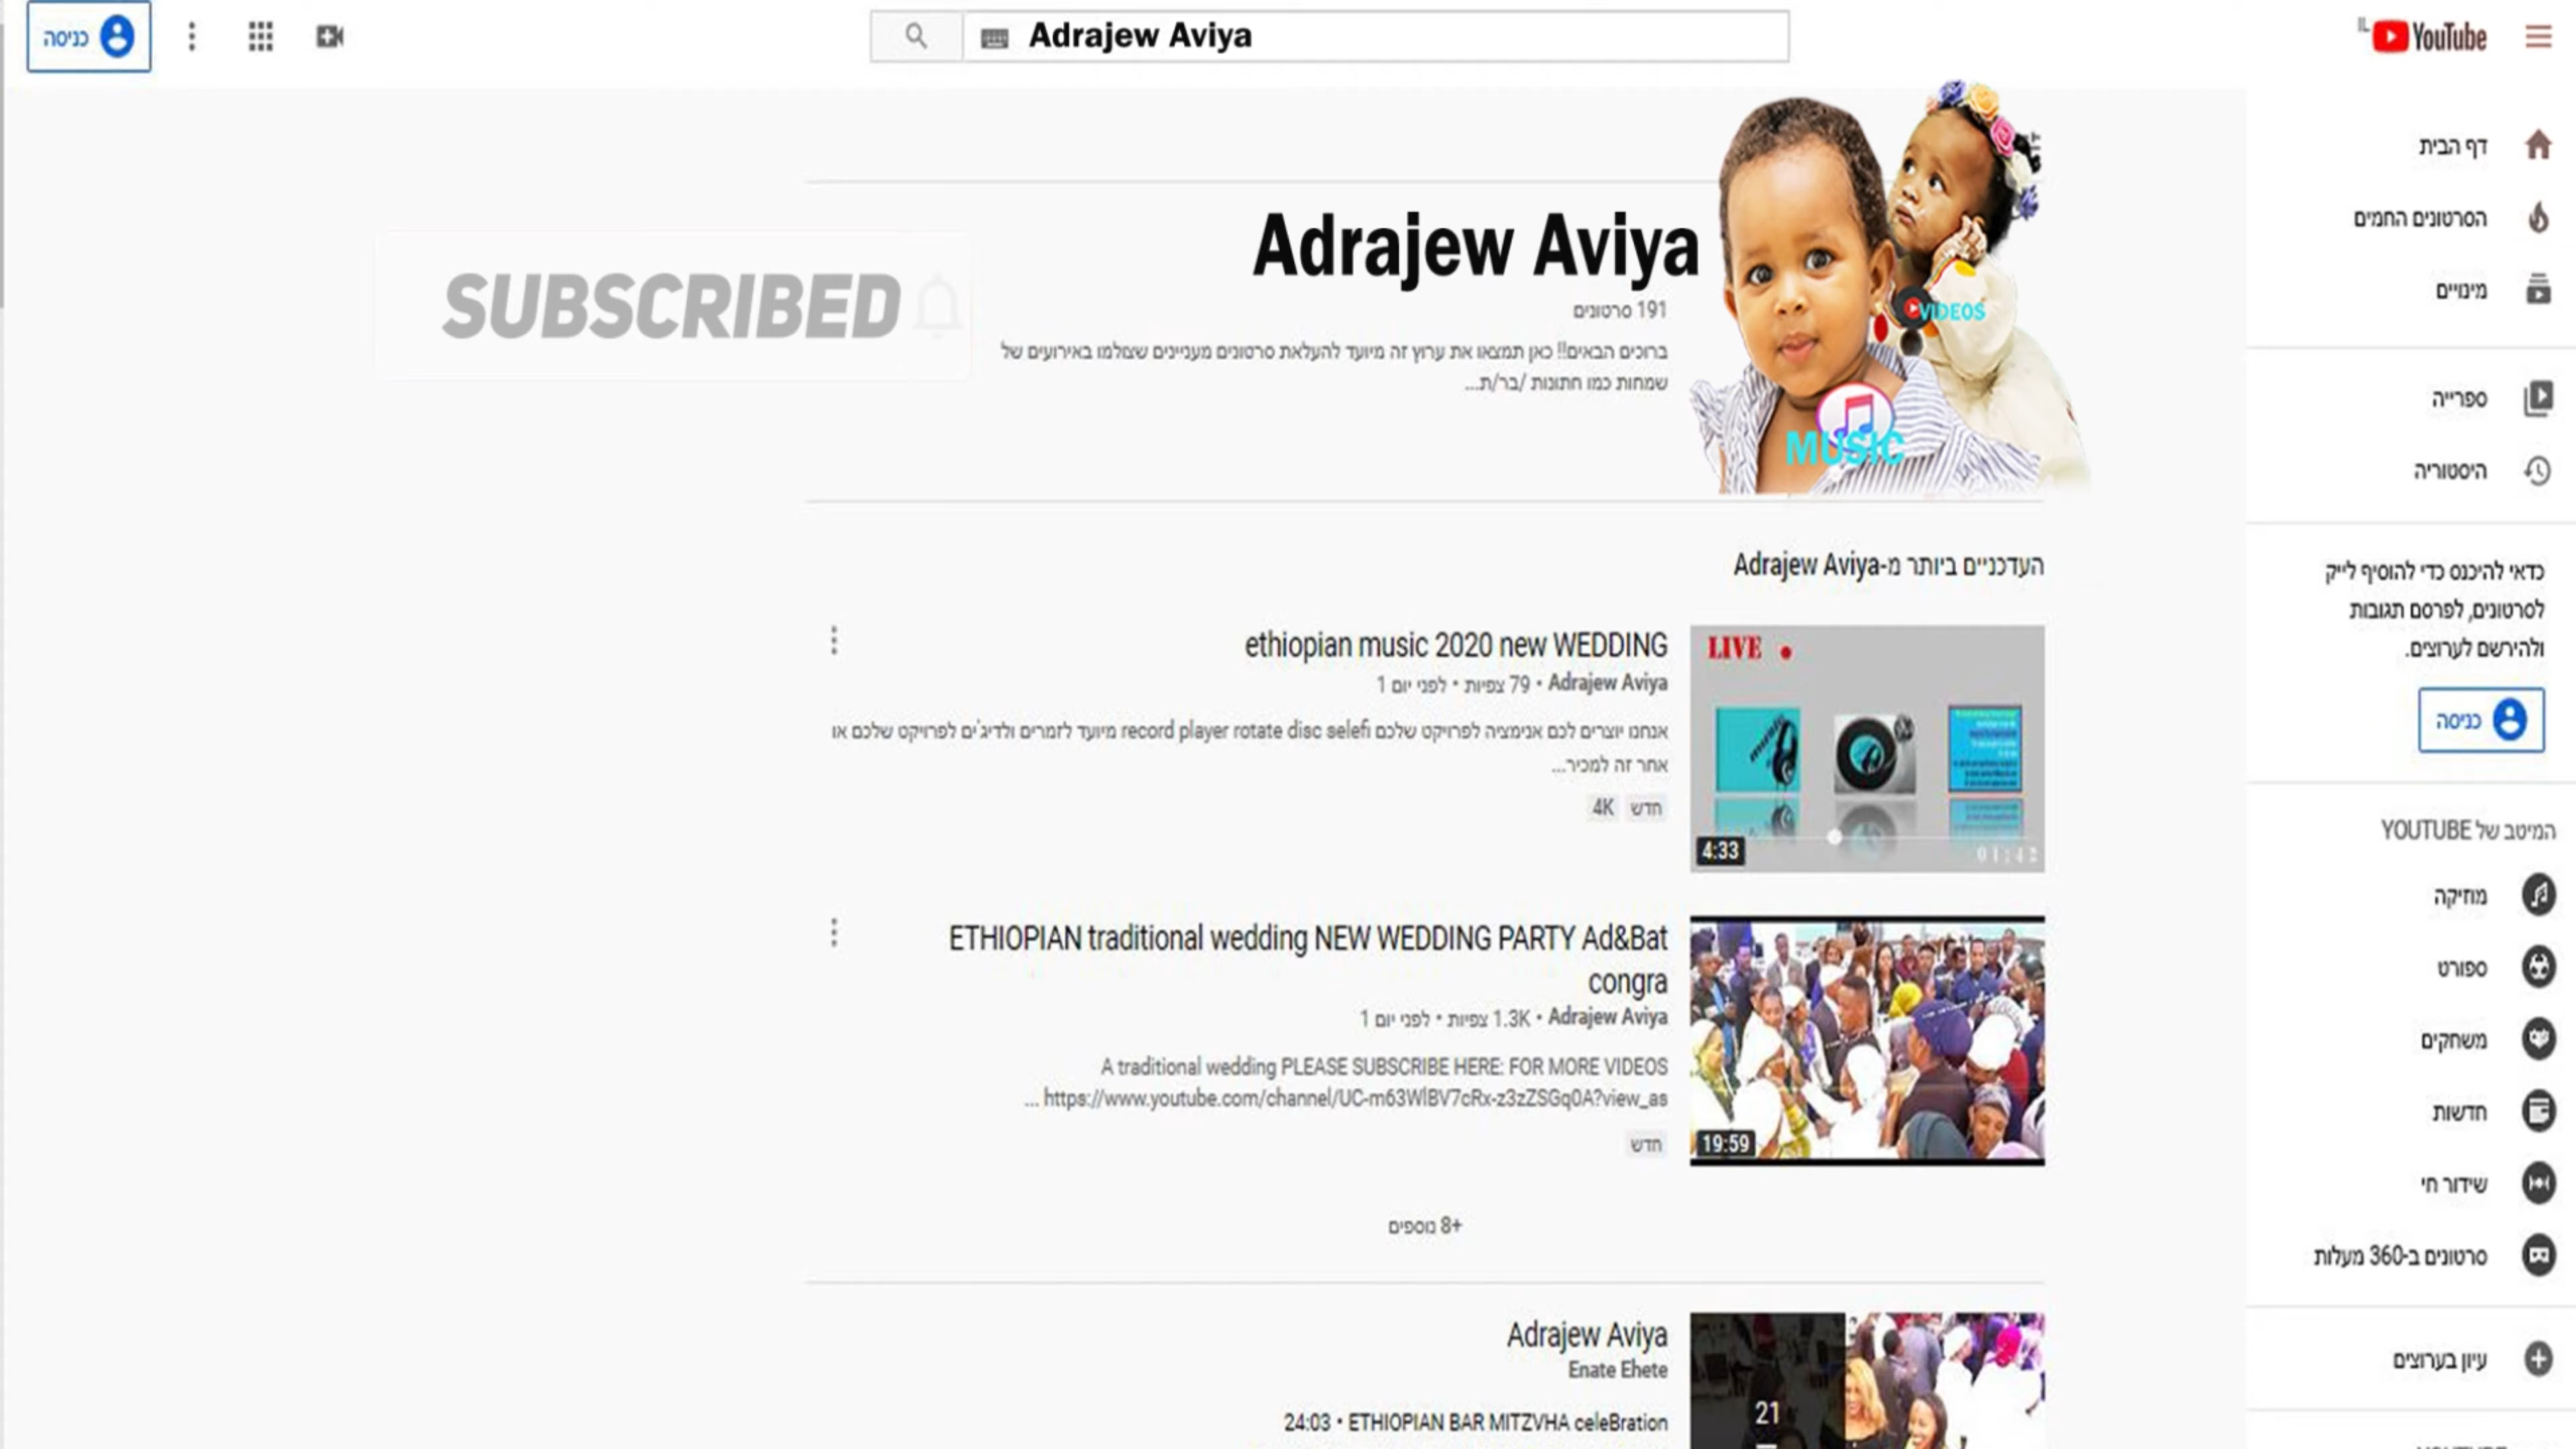 כניסה
Adrajew Aviya
YouTube IL
דף הבית
הסרטונים החמים
מינויים
ספרייה
היסטוריה
כדאי להיכנס כדי להוסיף לייק
לסרטונים, לפרסם תגובות
ולהירשם לערוצים.
כניסה
המיטב של YOUTUBE
מוזיקה
ספורט
משחקים
חדשות
שידור חי
סרטונים ב-360 מעלות
עיון בערוצים
Adrajew Aviya
191 סרטונים
ברוכים הבאים!! כאן תמצאו את ערוץ זה מיועד להעלאת סרטונים מעניינים שצולמו באירועים של
שמחות כמו חתונות /בר/ת...
SUBSCRIBED
VIDEOS
MUSIC
העדכניים ביותר מ-Adrajew Aviya
ethiopian music 2020 new WEDDING
Adrajew Aviya • 79 צפיות • לפני יום 1
אנחנו יוצרים לכם אנימציה לפרויקט שלכם record player rotate disc selefi מיועד לזמרים ולדיג'ים לפרויקט שלכם או
אחר זה למכיר...
חדש 4K
LIVE
4:33
01:42
ETHIOPIAN traditional wedding NEW WEDDING PARTY Ad&Bat
congra
Adrajew Aviya • 1.3K צפיות • לפני יום 1
A traditional wedding PLEASE SUBSCRIBE HERE: FOR MORE VIDEOS
https://www.youtube.com/channel/UC-m63WlBV7cRx-z3zZSGq0A?view_as ...
חדש
19:59
+8 נוספים
Adrajew Aviya
Enate Ehete
24:03 • ETHIOPIAN BAR MITZVHA celeBration
21